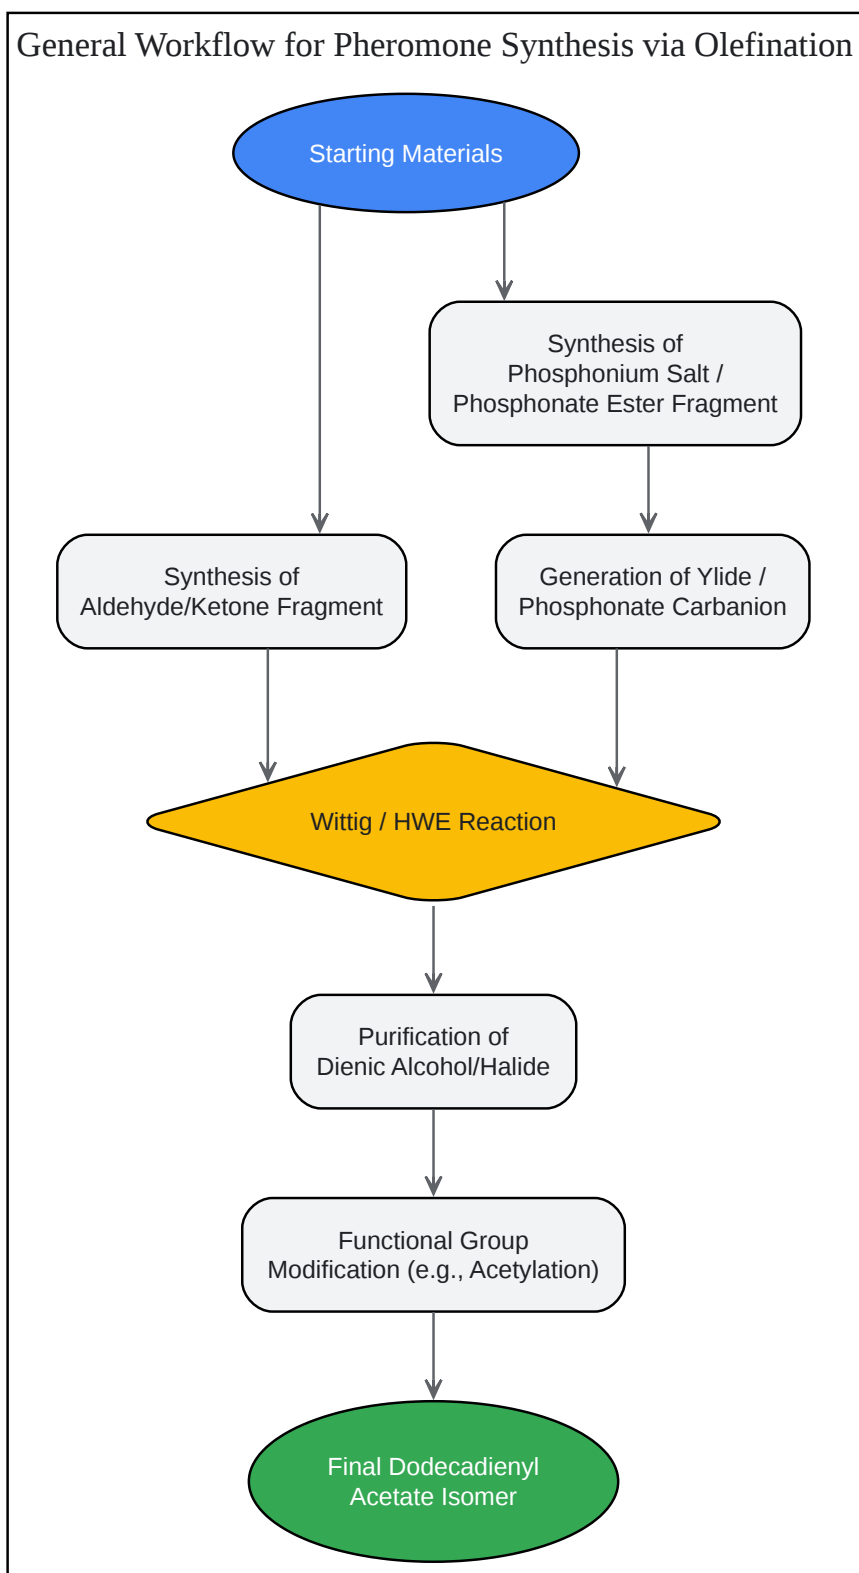 General Workflow for Pheromone Synthesis via Olefination
Starting Materials
Synthesis of
Phosphonium Salt /
Phosphonate Ester Fragment
Synthesis of
Aldehyde/Ketone Fragment
Generation of Ylide /
Phosphonate Carbanion
Wittig / HWE Reaction
Purification of
Dienic Alcohol/Halide
Functional Group
Modification (e.g., Acetylation)
Final Dodecadienyl
Acetate Isomer